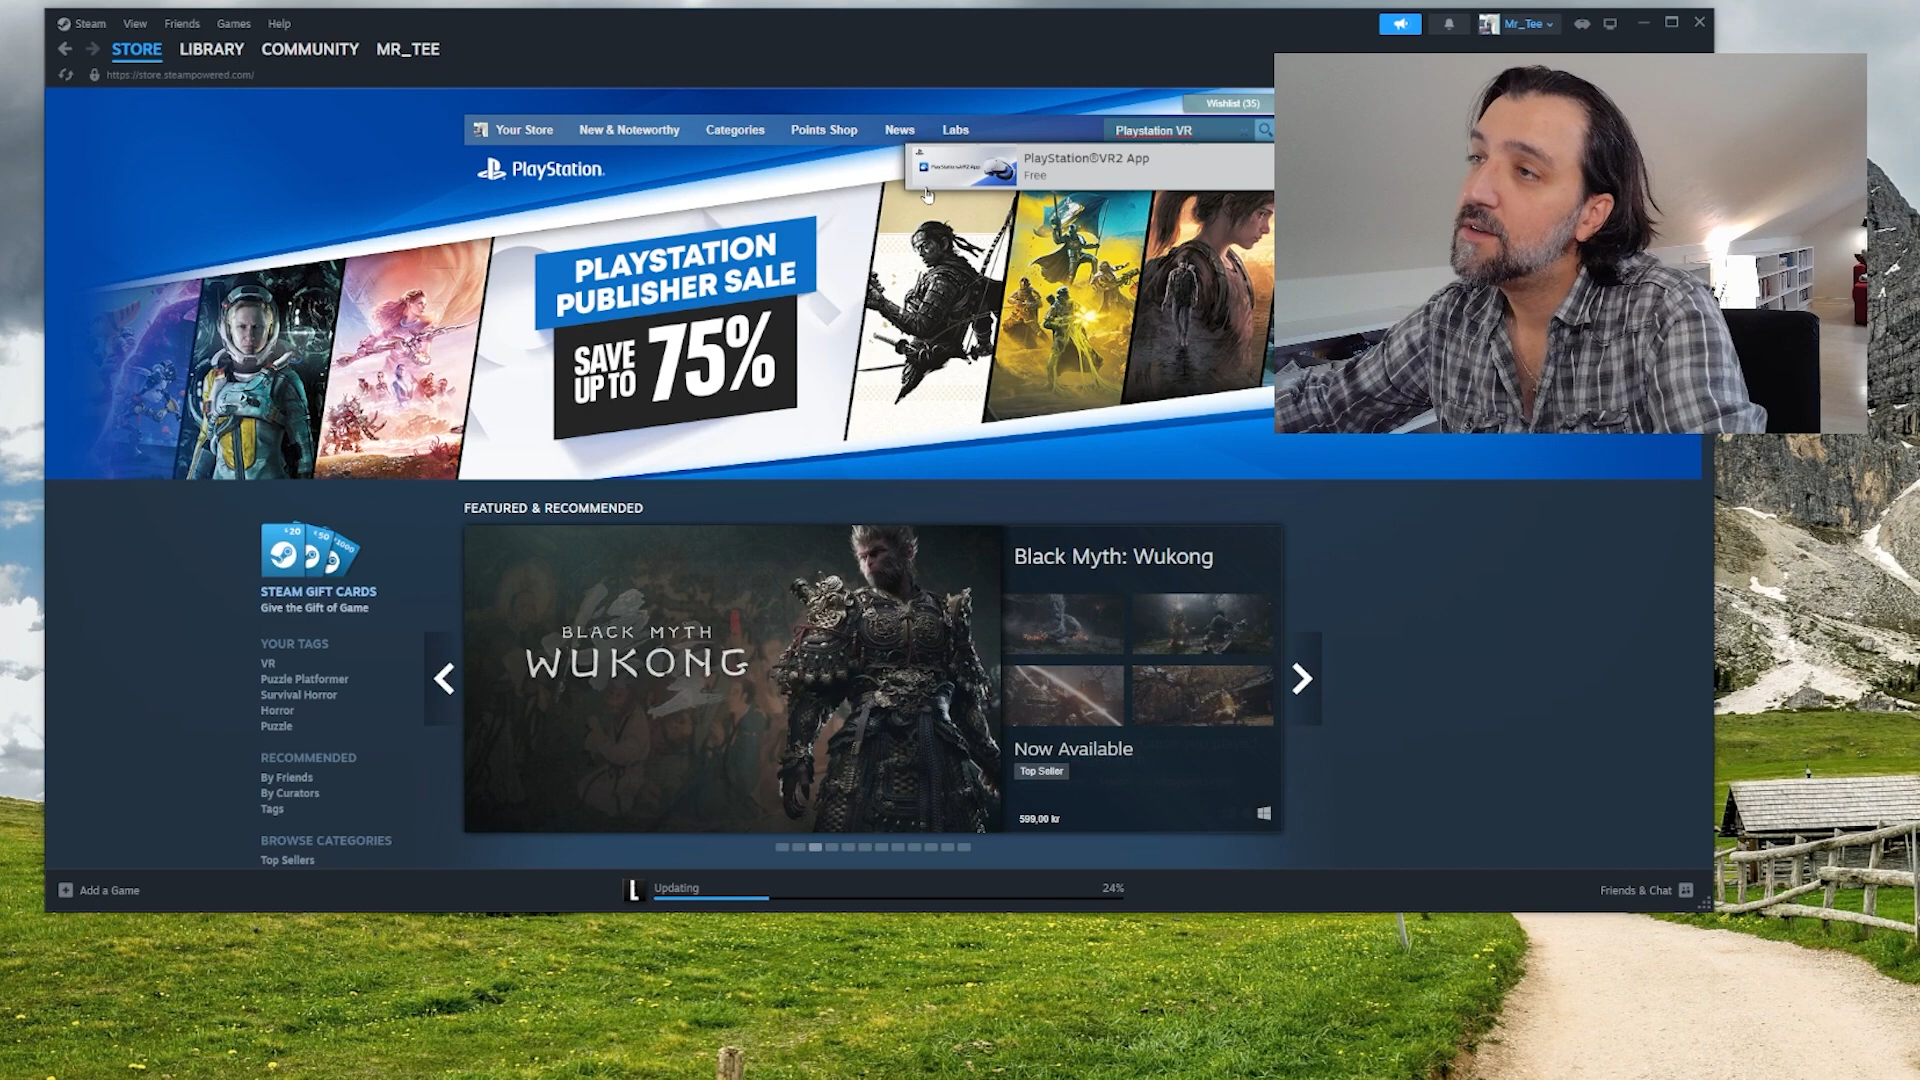 Steam View Friends Games Help
Mr_Tee
STORE LIBRARY COMMUNITY MR_TEE
https://store.steampowered.com/
Wishlist (35)
Your Store New & Noteworthy Categories Points Shop News Labs
Playstation VR
PlayStation®VR2 App
Free
PlayStation.
PLAYSTATION
PUBLISHER SALE
SAVE
UP TO
75%
FEATURED & RECOMMENDED
STEAM GIFT CARDS
Give the Gift of Game
YOUR TAGS
VR
Puzzle Platformer
Survival Horror
Horror
Puzzle
RECOMMENDED
By Friends
By Curators
Tags
BROWSE CATEGORIES
Top Sellers
BLACK MYTH
WUKONG
Black Myth: Wukong
Now Available
Top Seller
599,00 kr
Add a Game
L
Updating
24%
Friends & Chat